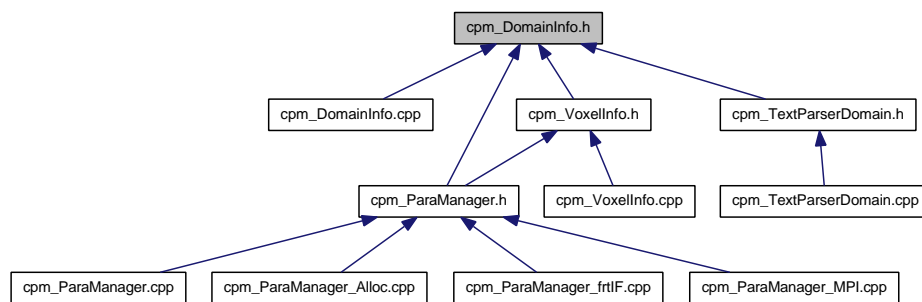 cpm_DomainInfo.h
cpm_DomainInfo.cpp
cpm_VoxelInfo.h
cpm_TextParserDomain.h
cpm_ParaManager.h
cpm_VoxelInfo.cpp
cpm_TextParserDomain.cpp
cpm_ParaManager.cpp
cpm_ParaManager_Alloc.cpp
cpm_ParaManager_frtIF.cpp
cpm_ParaManager_MPI.cpp